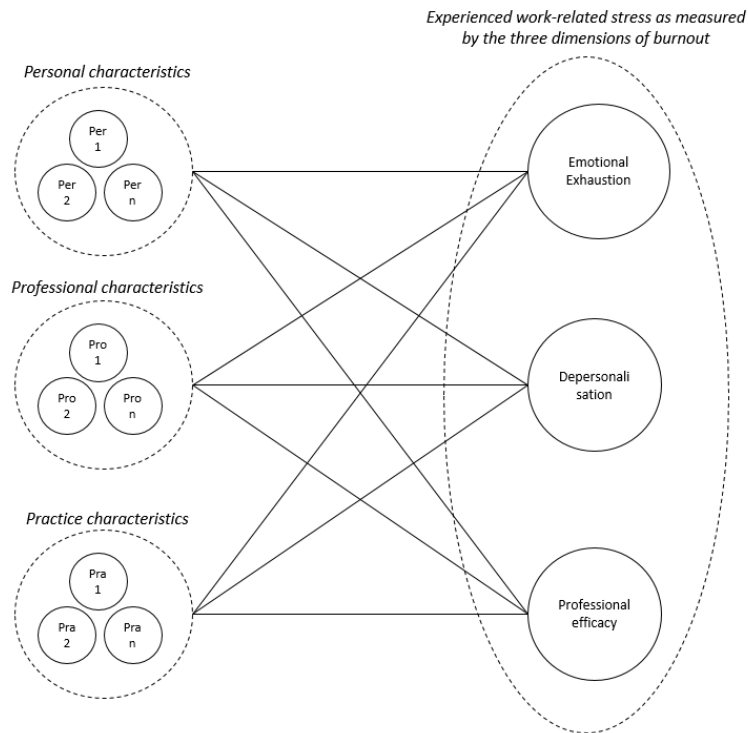 Experienced work-related stress as measured
by the three dimensions of burnout
Personal characteristics
Per
1
Per
2
Per
n
Emotional
Exhaustion
Professional characteristics
Pro
1
Pro
2
Pro
n
Depersonali
sation
Practice characteristics
Pra
1
Pra
2
Pra
n
Professional
efficacy